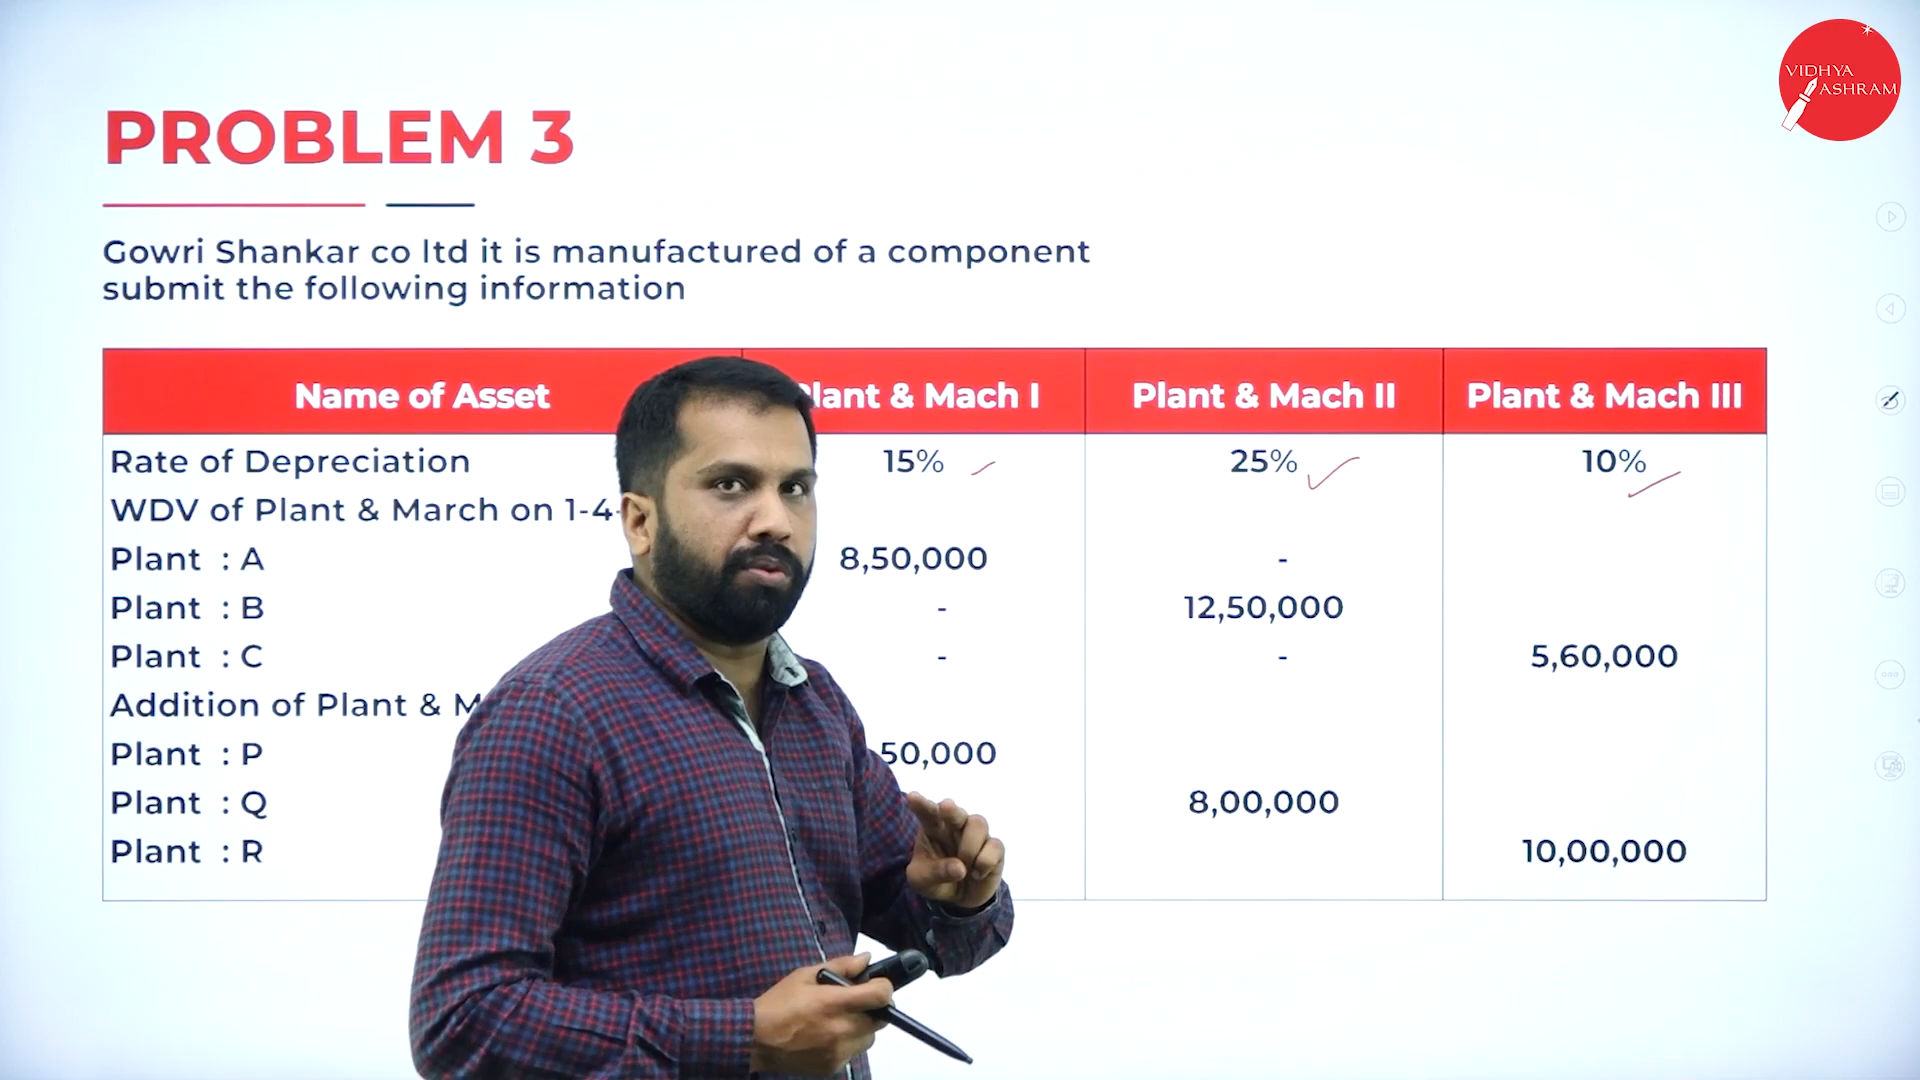 VIDHYA
ASHRAM
PROBLEM 3
Gowri Shankar co ltd it is manufactured of a component
submit the following information
Name of Asset Plant & Mach I Plant & Mach II Plant & Mach III
Rate of Depreciation 15% 25% 10%
WDV of Plant & March on 1-4-
Plant : A 8,50,000 -
Plant : B - 12,50,000
Plant : C - - 5,60,000
Addition of Plant &
Plant : P 50,000
Plant : Q 8,00,000
Plant : R 10,00,000